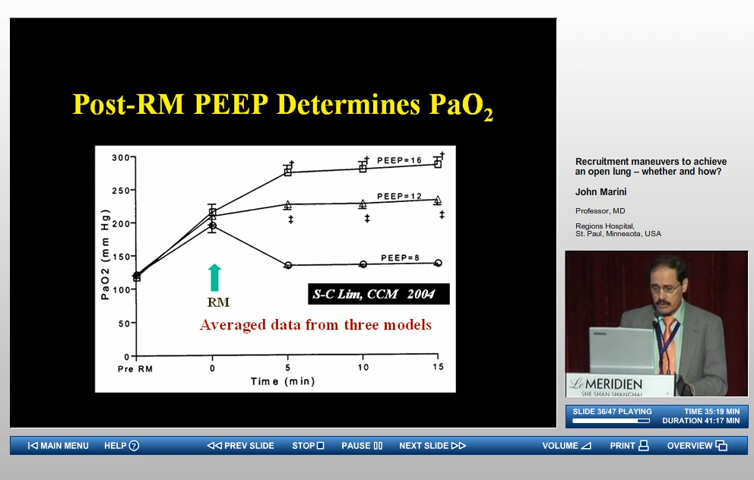 Post-RM PEEP Determines PaO2
300
250
200
150
100
50
0
PaO2 (mm Hg)
PEEP=16
PEEP=12
PEEP=8
RM
S-C Lim, CCM 2004
Averaged data from three models
Pre RM 0 5 10 15
Time (min)
Recruitment maneuvers to achieve
an open lung – whether and how?
John Marini
Professor, MD
Regions Hospital,
St. Paul, Minnesota, USA
Le MERIDIEN
SHE SHAN SHANGHAI
SLIDE 36/47 PLAYING TIME 35:19 MIN
DURATION 41:17 MIN
MAIN MENU HELP ? PREV SLIDE STOP PAUSE NEXT SLIDE VOLUME PRINT OVERVIEW